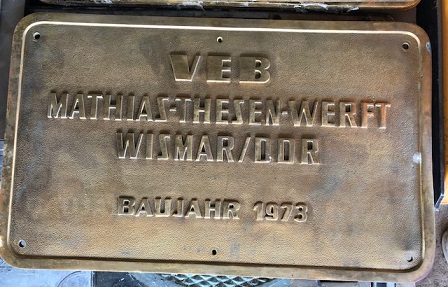 VEB
MATHIAS-THESEN-WERFT
WISMAR/DDR
BAUJAHR 1973